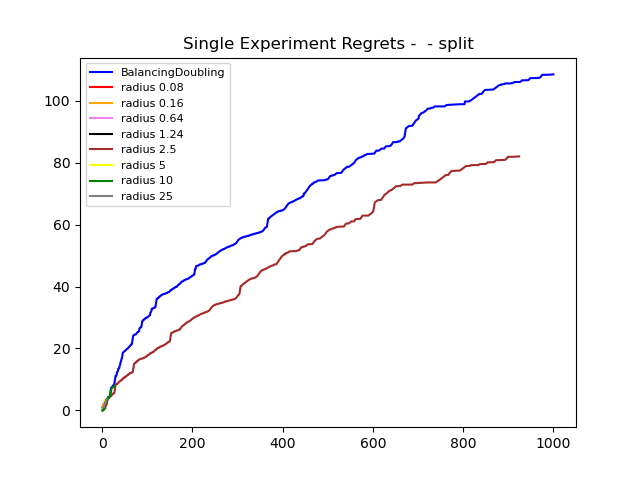 Single Experiment Regrets -  - split
BalancingDoubling
radius 0.08
radius 0.16
radius 0.64
radius 1.24
radius 2.5
radius 5
radius 10
radius 25
100
80
60
40
20
0
0 200 400 600 800 1000